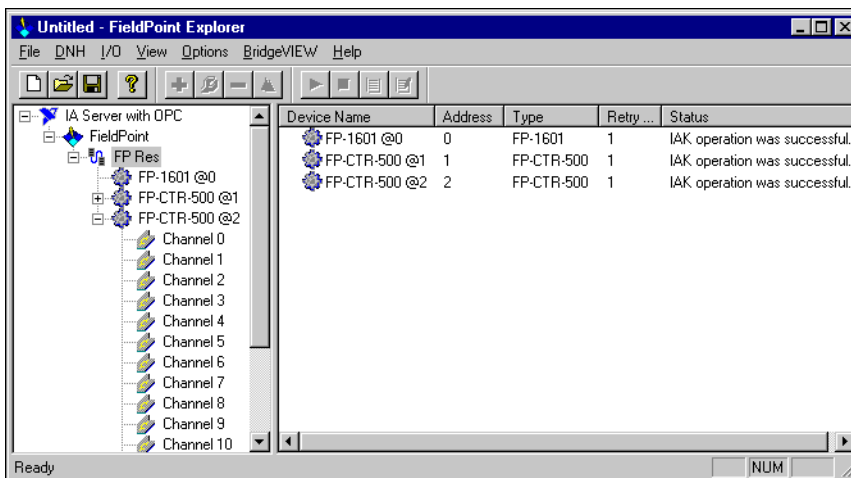 Untitled - FieldPoint Explorer
File DNH I/O View Options BridgeVIEW Help
IA Server with OPC
FieldPoint
FP Res
FP-1601 @0
FP-CTR-500 @1
FP-CTR-500 @2
Channel 0
Channel 1
Channel 2
Channel 3
Channel 4
Channel 5
Channel 6
Channel 7
Channel 8
Channel 9
Channel 10
Device Name Address Type Retry ... Status
FP-1601 @0 0 FP-1601 1 IAK operation was successful.
FP-CTR-500 @1 1 FP-CTR-500 1 IAK operation was successful.
FP-CTR-500 @2 2 FP-CTR-500 1 IAK operation was successful.
Ready NUM